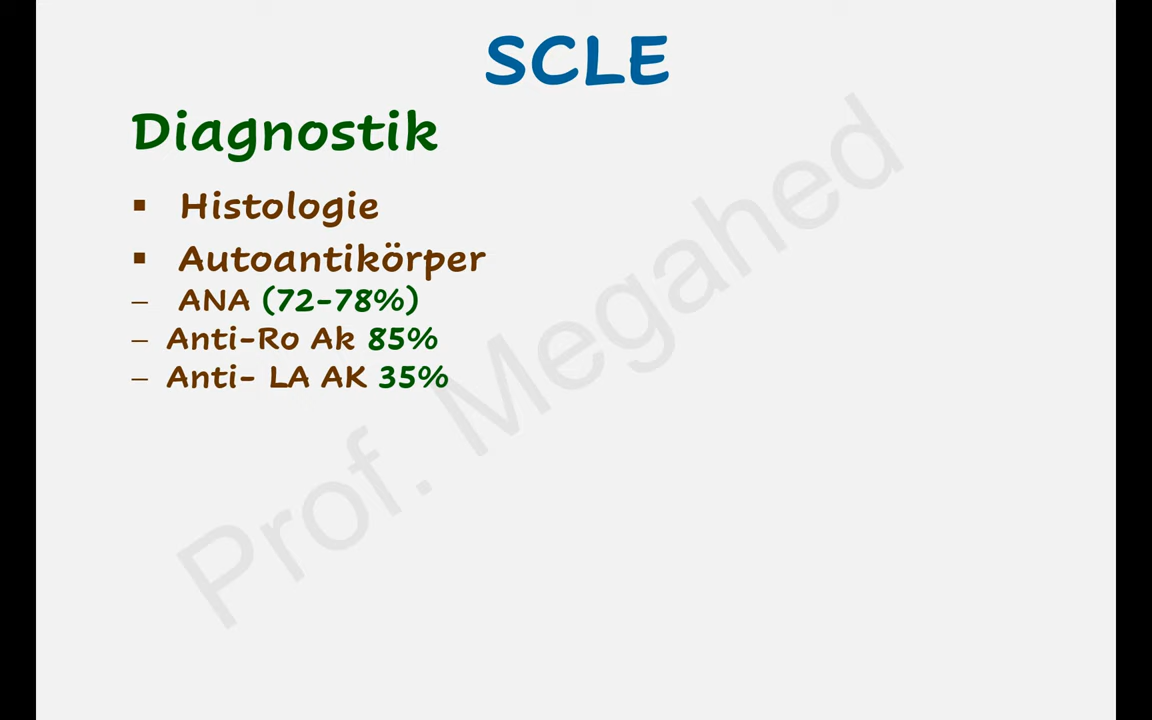 SCLE
Diagnostik
▪ Histologie
▪ Autoantikörper
– ANA (72-78%)
– Anti-Ro Ak 85%
– Anti- LA AK 35%
Prof. Megahed